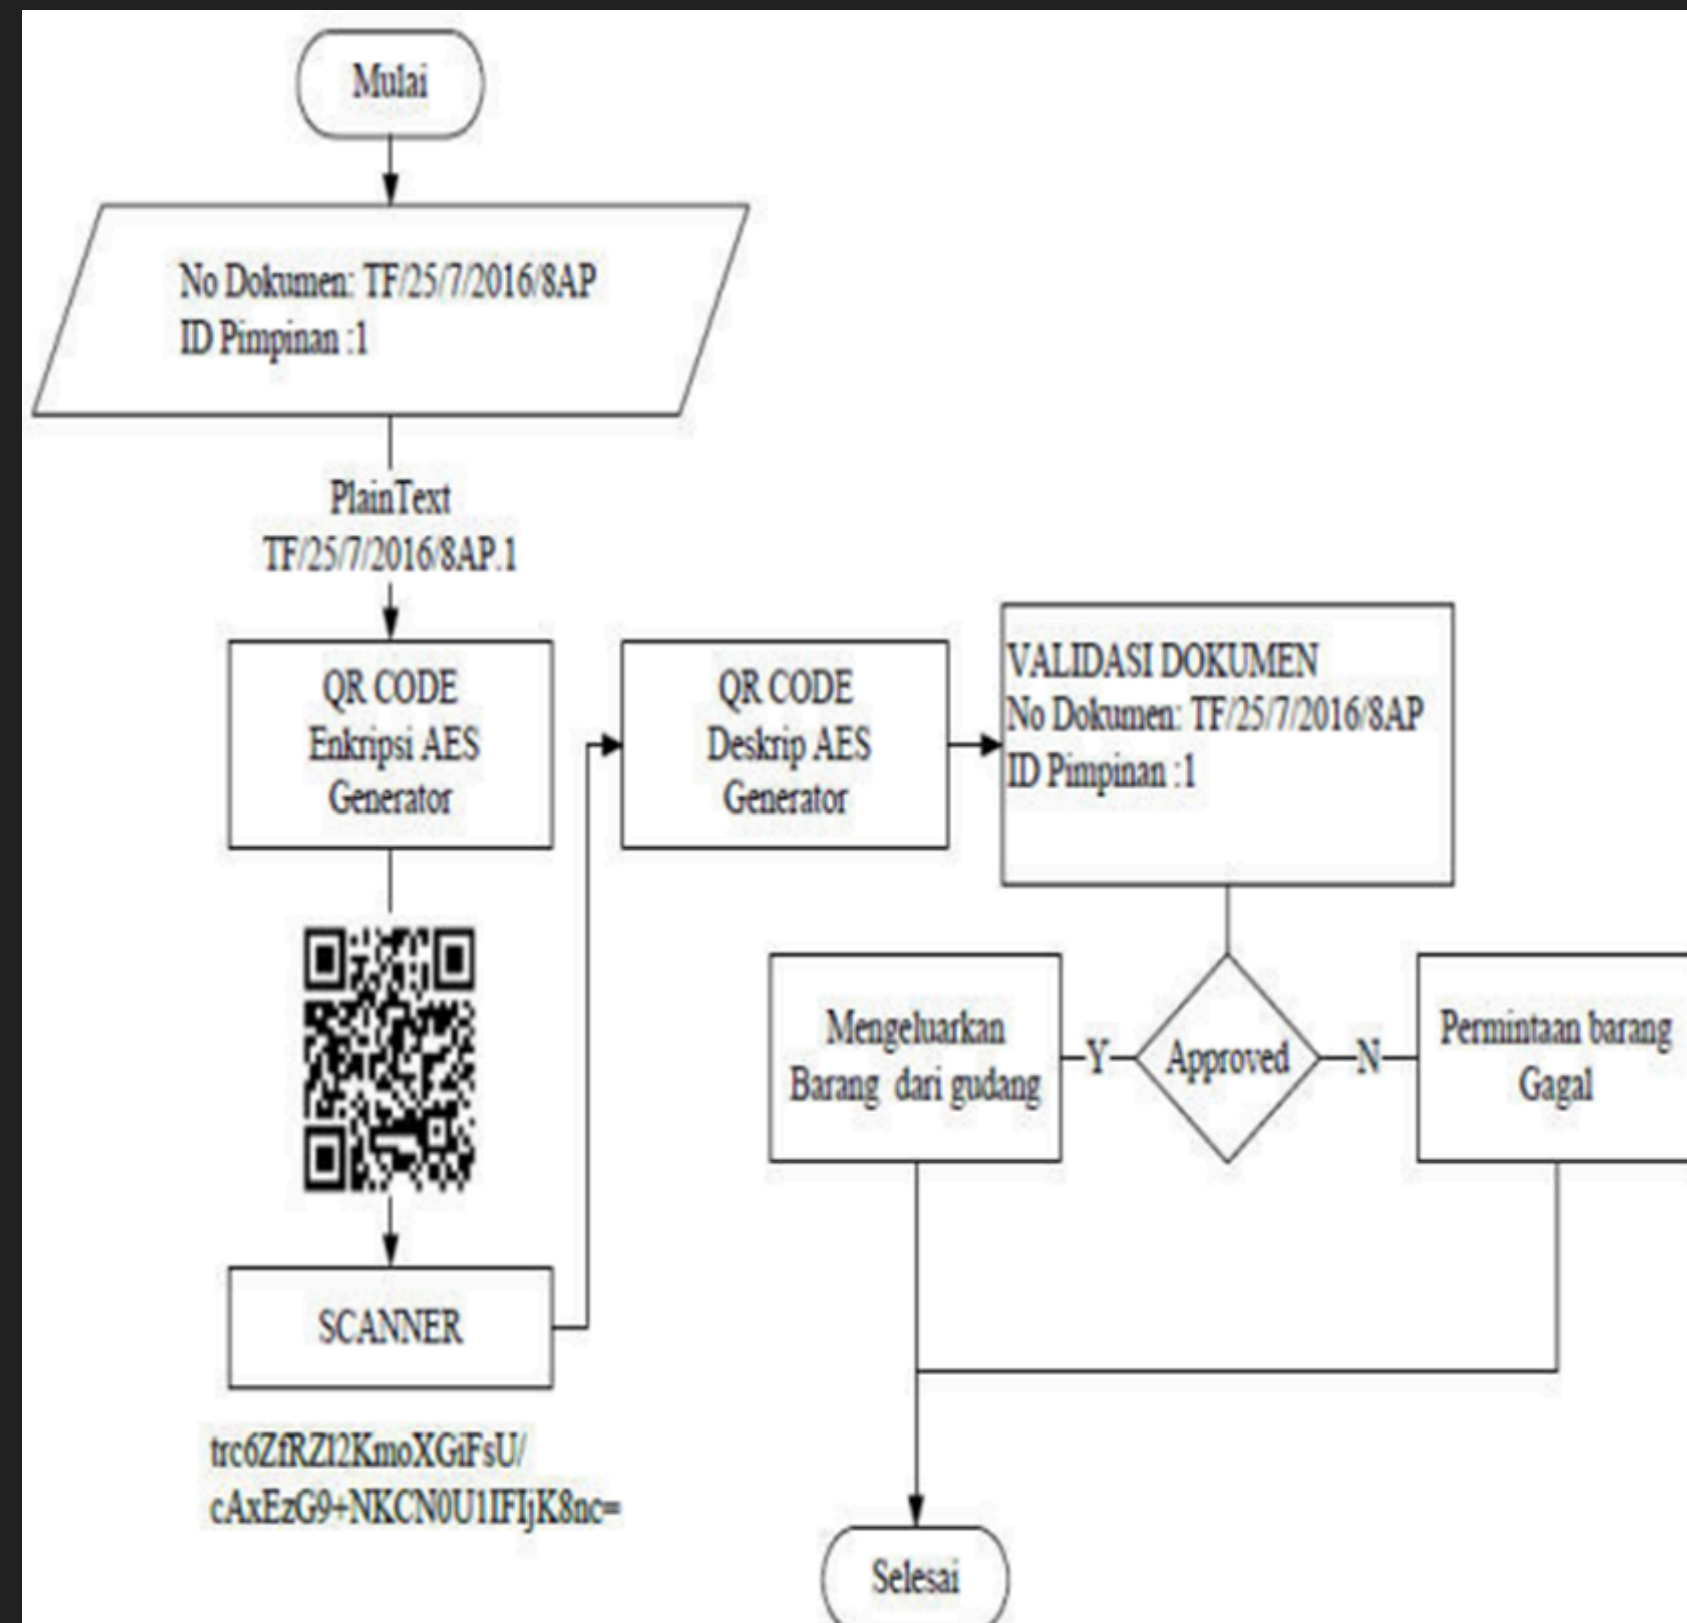 Mulai
No Dokumen: TF/25/7/2016/8AP
ID Pimpinan :1
PlainText
TF/25/7/2016/8AP.1
QR CODE
Enkripsi AES
Generator
SCANNER
trc6ZfRZI2KmoXGiFsU/
cAxEzG9+NKCN0U1IFIjK8nc=
QR CODE
Deskrip AES
Generator
VALIDASI DOKUMEN
No Dokumen: TF/25/7/2016/8AP
ID Pimpinan :1
Approved
Y
N
Mengeluarkan
Barang dari gudang
Permintaan barang
Gagal
Selesai